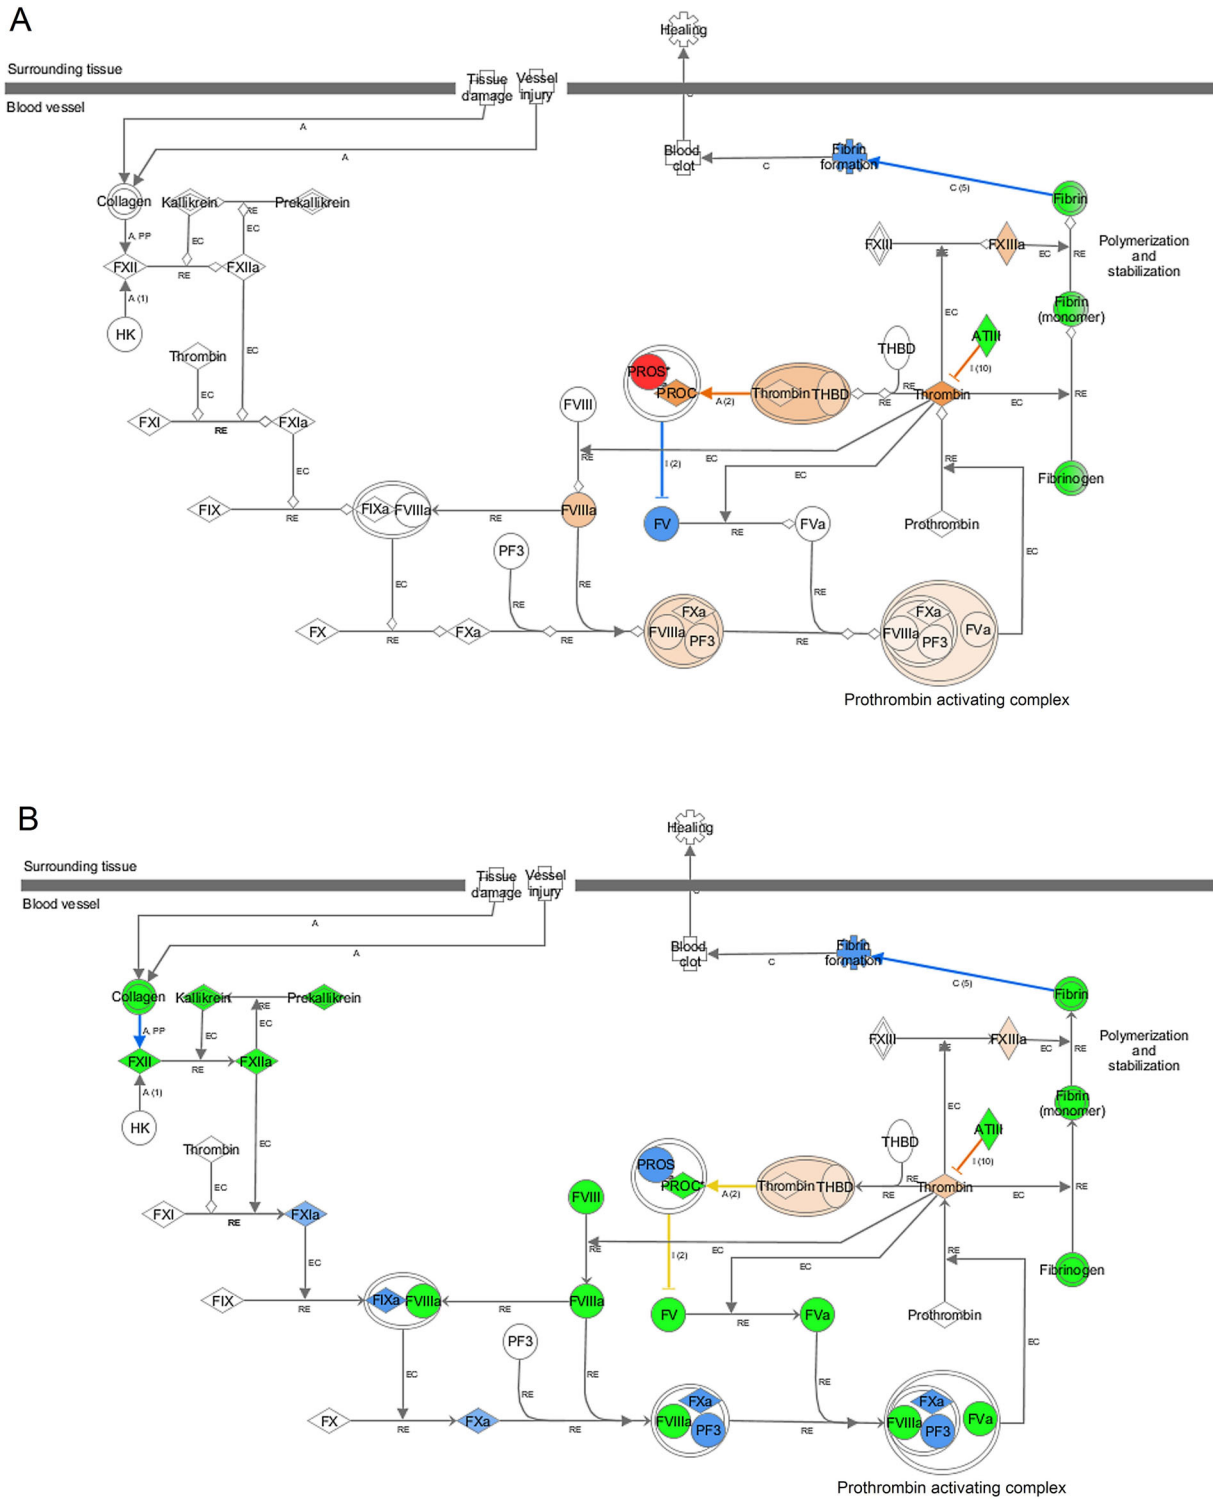 A
Healing
Surrounding tissue
Tissue
damage
Vessel
injury
Blood vessel
A
A
Blood
clot
C
Fibrin
formation
C (5)
Fibrin
Collagen
Kallikrein
RE
Prekallikrein
A, PP
EC
EC
FXII
RE
FXIIa
A (1)
HK
FXIII
RE
FXIIIa
EC
RE
Polymerization
and
stabilization
Fibrin
(monomer)
EC
ATIII
I (10)
Thrombin
EC
EC
THBD
PROS*
PROC
A (2)
Thrombin
THBD
RE
RE
Thrombin
EC
RE
FXI
RE
FXIa
FVIII
RE
EC
I (2)
EC
RE
Fibrinogen
EC
FIX
RE
FIXa
FVIIIa
RE
FVIIIa
FV
RE
FVa
Prothrombin
PF3
EC
EC
RE
RE
RE
FX
RE
FXa
RE
FXa
FVIIIa
PF3
RE
FXa
FVIIIa
PF3
FVa
Prothrombin activating complex
B
Healing
Surrounding tissue
Tissue
damage
Vessel
injury
Blood vessel
A
A
Blood
clot
C
Fibrin
formation
C (5)
Fibrin
Collagen
Kallikrein
RE
Prekallikrein
A, PP
EC
EC
FXII
RE
FXIIa
A (1)
HK
FXIII
RE
FXIIIa
EC
RE
Polymerization
and
stabilization
Fibrin
(monomer)
EC
ATIII
I (10)
Thrombin
EC
EC
THBD
PROS
PROC*
A (2)
Thrombin
THBD
RE
RE
Thrombin
EC
RE
FXI
RE
FXIa
FVIII
RE
EC
I (2)
EC
RE
Fibrinogen
EC
FIX
RE
FIXa
FVIIIa
RE
FVIIIa
FV
RE
FVa
Prothrombin
PF3
EC
EC
RE
RE
RE
FX
RE
FXa
RE
FXa
FVIIIa
PF3
RE
FXa
FVIIIa
PF3
FVa
Prothrombin activating complex